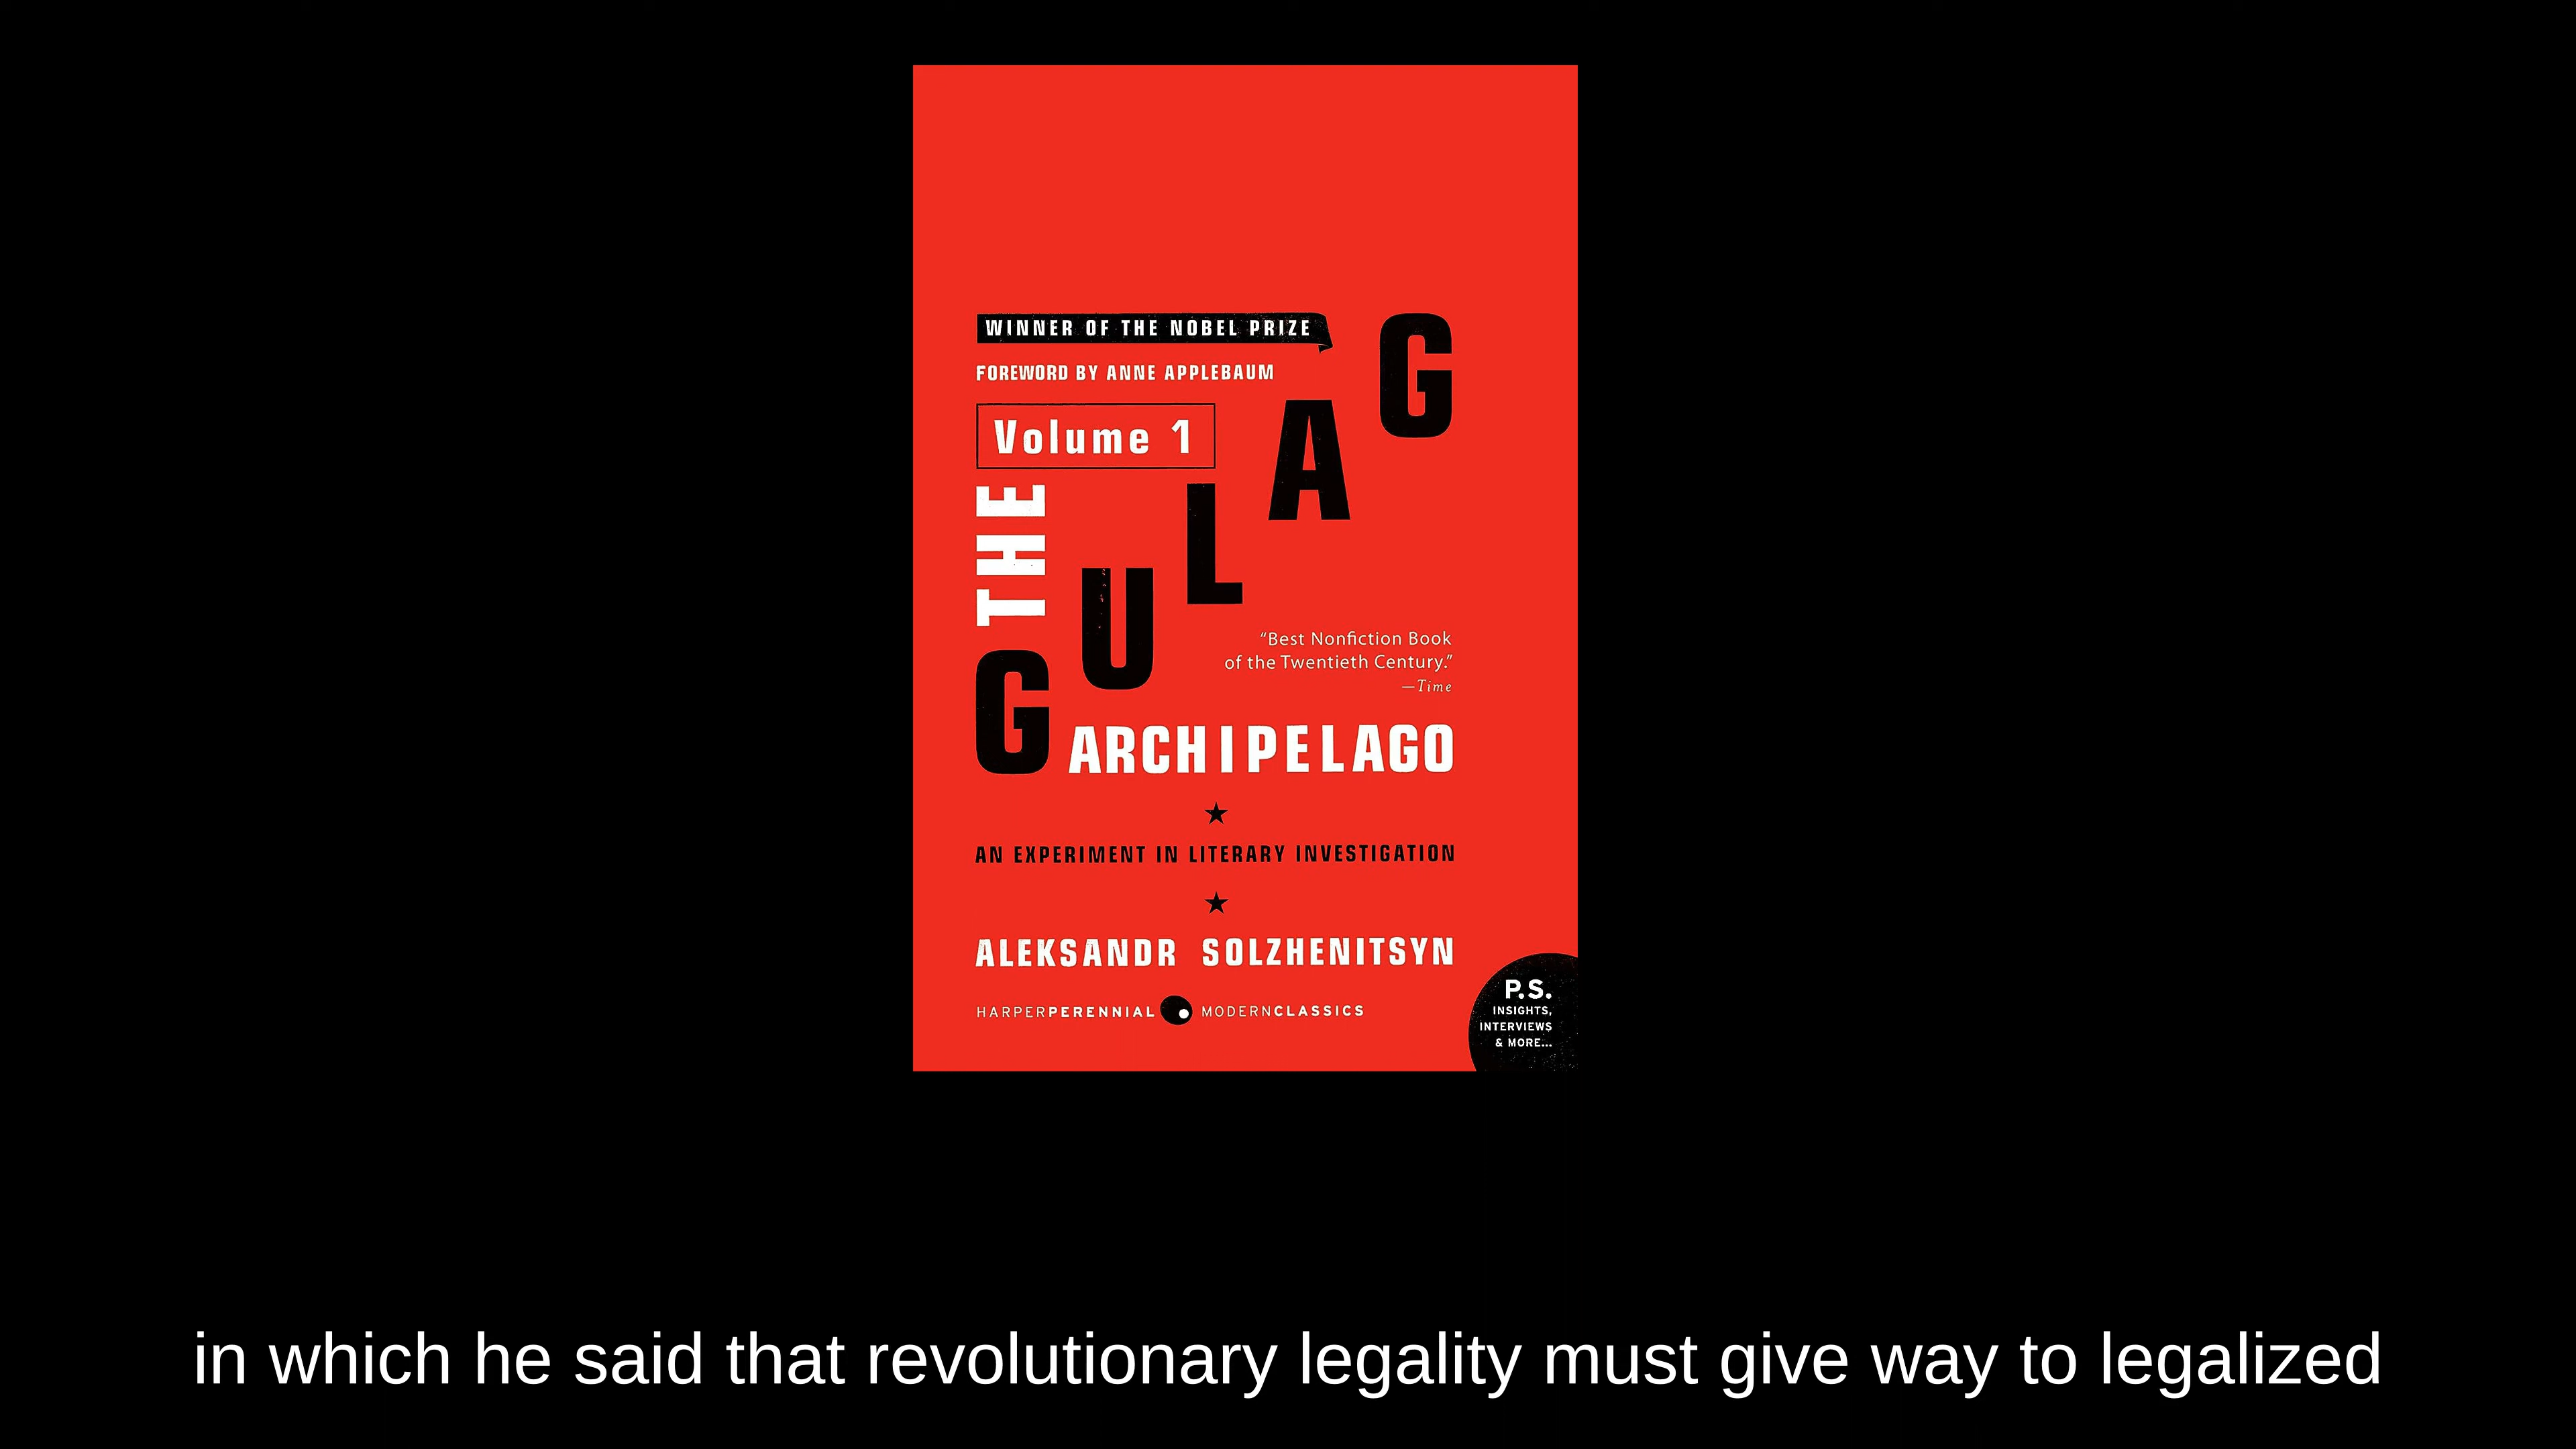 WINNER OF THE NOBEL PRIZE
FOREWORD BY ANNE APPLEBAUM
Volume 1
THE
GULAG
"Best Nonfiction Book
of the Twentieth Century."
—Time
ARCHIPELAGO
AN EXPERIMENT IN LITERARY INVESTIGATION
ALEKSANDR SOLZHENITSYN
HARPERPERENNIAL MODERNCLASSICS
P.S.
INSIGHTS,
INTERVIEWS
& MORE...
in which he said that revolutionary legality must give way to legalized